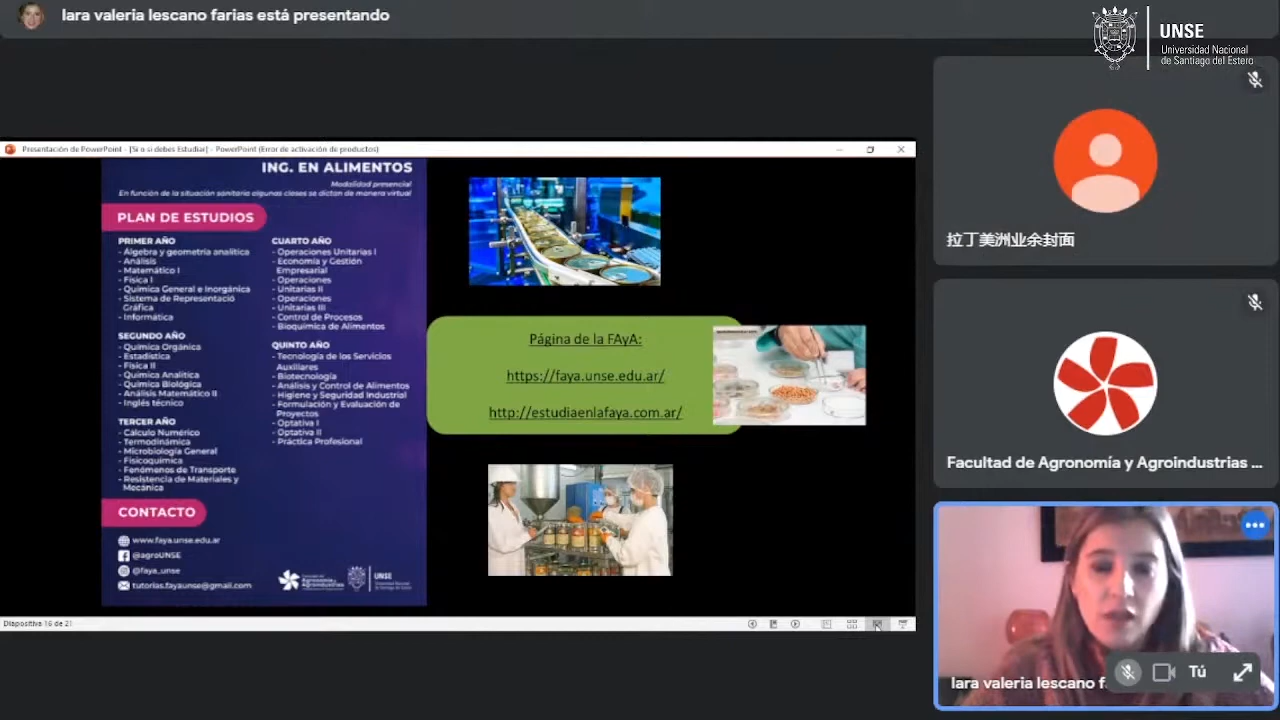 lara valeria lescano farias está presentando
UNSE
Universidad Nacional
de Santiago del Estero
Presentación de PowerPoint - [Si o si debes Estudiar] - PowerPoint (Error de activación de productos)
ING. EN ALIMENTOS
Modalidad presencial
En función de la situación sanitaria algunas clases se dictan de manera virtual
PLAN DE ESTUDIOS
PRIMER AÑO
- Álgebra y geometría analítica
- Análisis
- Matemático I
- Física I
- Química General e Inorgánica
- Sistema de Representació
Gráfica
- Informática
SEGUNDO AÑO
- Química Orgánica
- Estadística
- Física II
- Química Analítica
- Química Biológica
- Análisis Matemático II
- Inglés técnico
TERCER AÑO
- Cálculo Numérico
- Termodinámica
- Microbiología General
- Fisicoquímica
- Fenómenos de Transporte
- Resistencia de Materiales y
Mecánica
CUARTO AÑO
- Operaciones Unitarias I
- Economía y Gestión
Empresarial
- Operaciones
- Unitarias II
- Operaciones
- Unitarias III
- Control de Procesos
- Bioquímica de Alimentos
QUINTO AÑO
- Tecnología de los Servicios
Auxiliares
- Biotecnología
- Análisis y Control de Alimentos
- Higiene y Seguridad Industrial
- Formulación y Evaluación de
Proyectos
- Optativa I
- Optativa II
- Práctica Profesional
CONTACTO
www.faya.unse.edu.ar
@agroUNSE
@faya_unse
tutorias.fayaunse@gmail.com
UNSE
Página de la FAyA:
https://faya.unse.edu.ar/
http://estudiaenlafaya.com.ar/
Diapositiva 16 de 21
拉丁美洲业余封面
Facultad de Agronomía y Agroindustrias ...
lara valeria lescano f
Tú